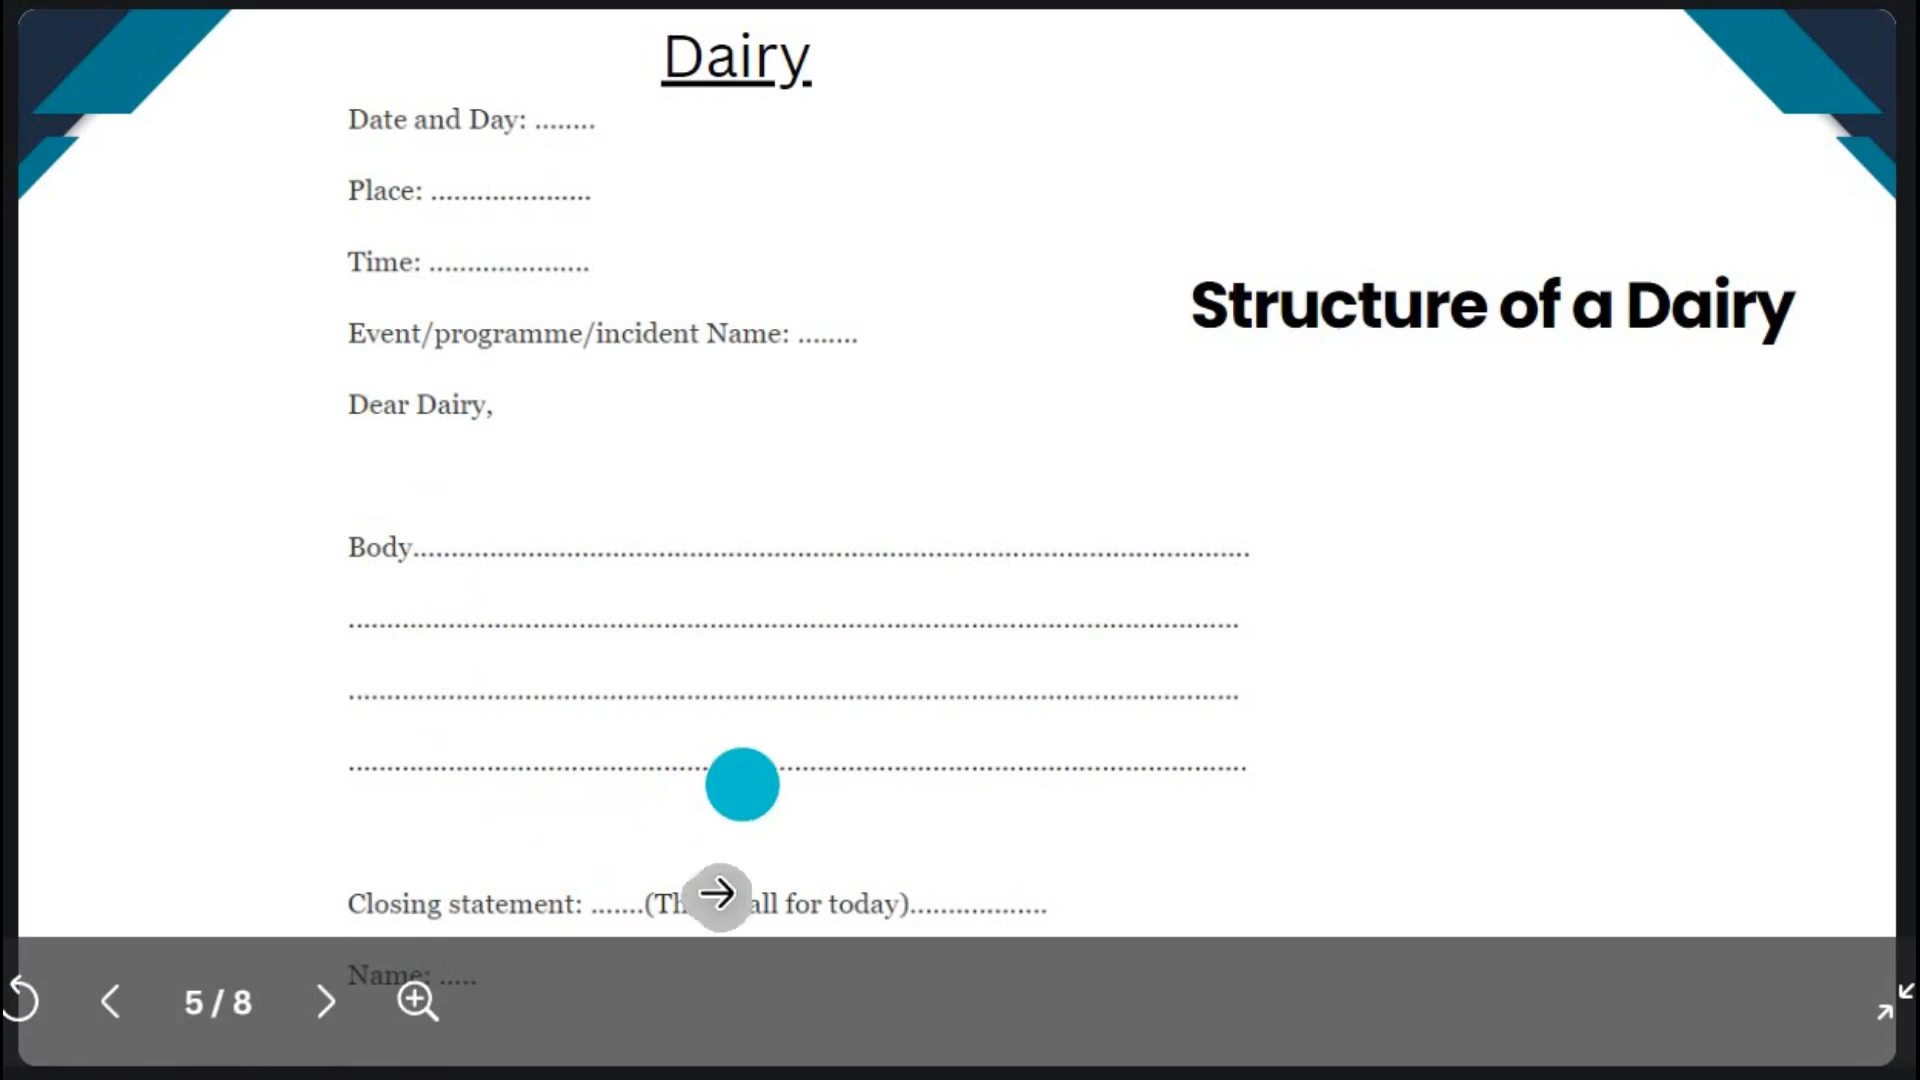 Dairy
Date and Day: ........
Place: .....................
Time: .....................
Event/programme/incident Name: ........
Structure of a Dairy
Dear Dairy,
Body.............................................................................................................
....................................................................................................................
....................................................................................................................
.....................................................................................................................
Closing statement: .......(Th all for today)..................
Name: .....
5 / 8